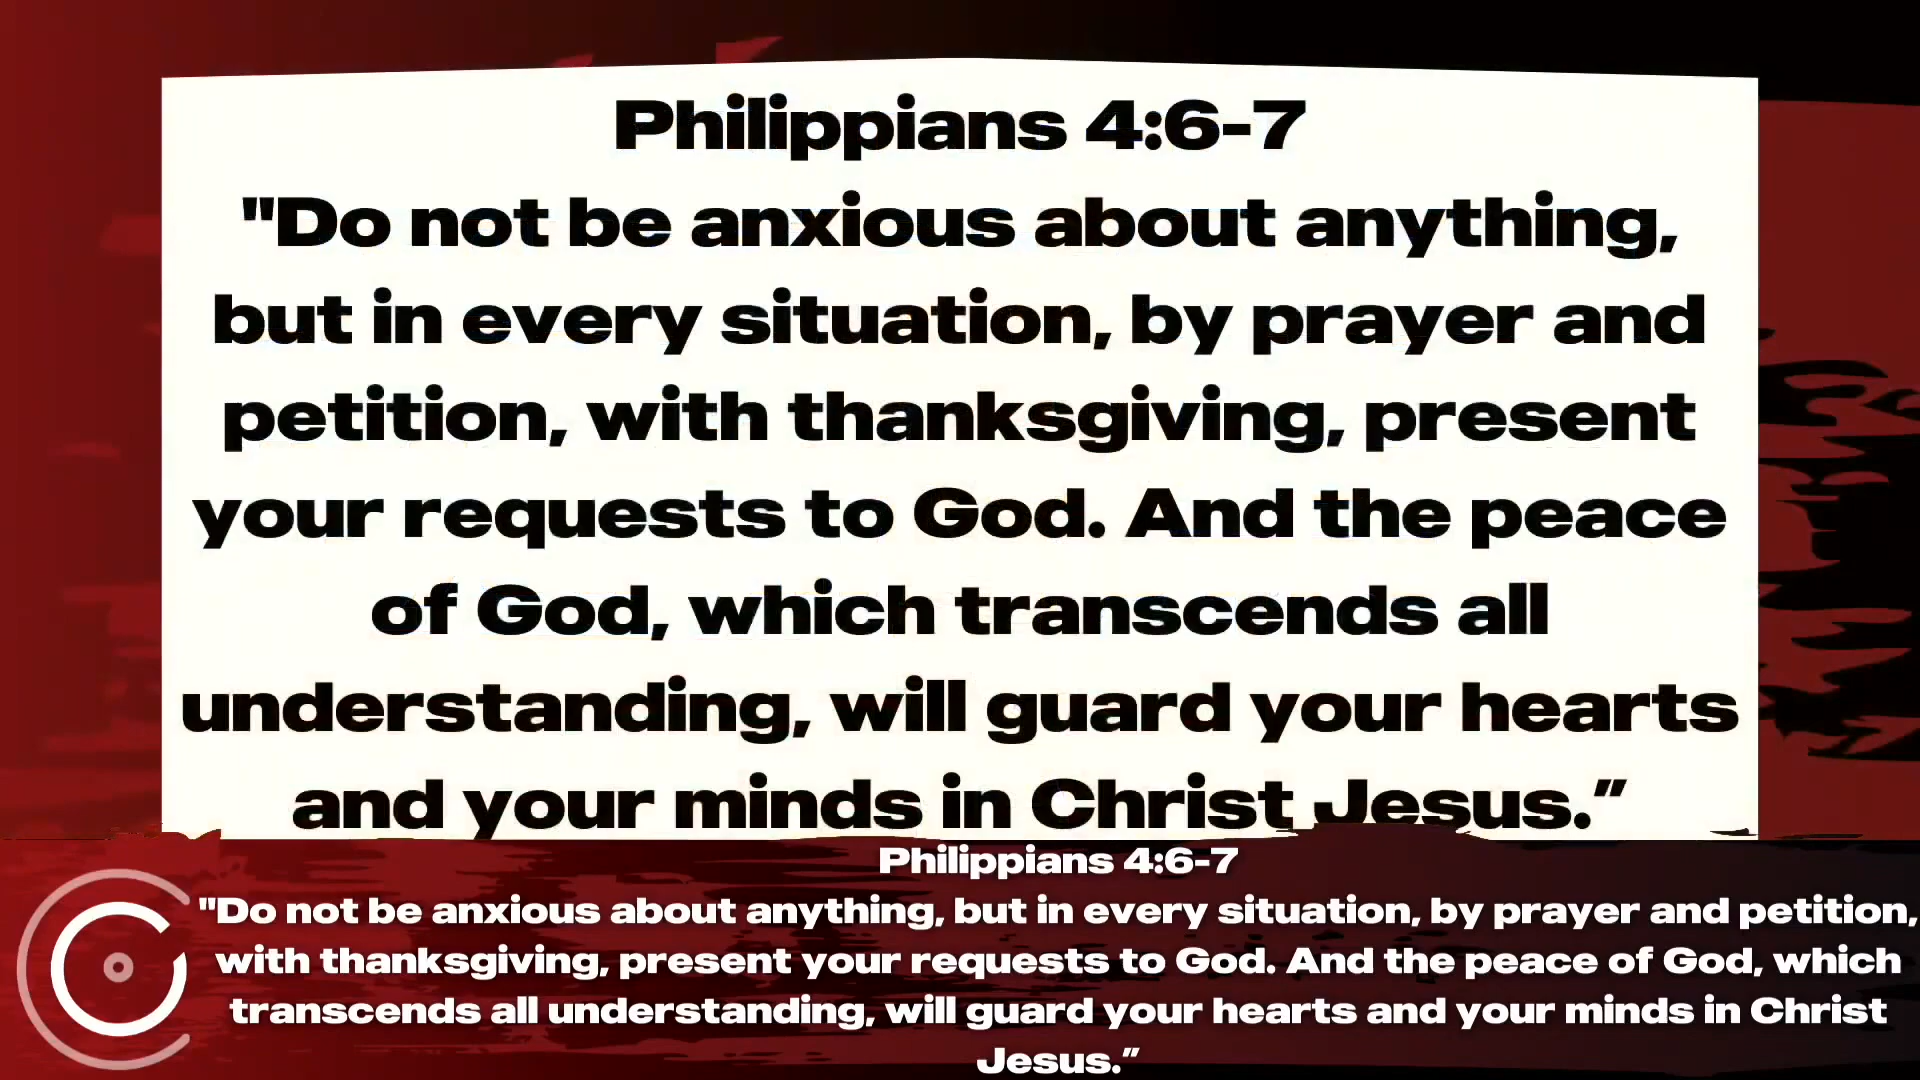 Philippians 4:6-7
"Do not be anxious about anything,
but in every situation, by prayer and
petition, with thanksgiving, present
your requests to God. And the peace
of God, which transcends all
understanding, will guard your hearts
and your minds in Christ Jesus.”
Philippians 4:6-7
"Do not be anxious about anything, but in every situation, by prayer and petition,
with thanksgiving, present your requests to God. And the peace of God, which
transcends all understanding, will guard your hearts and your minds in Christ
Jesus.”